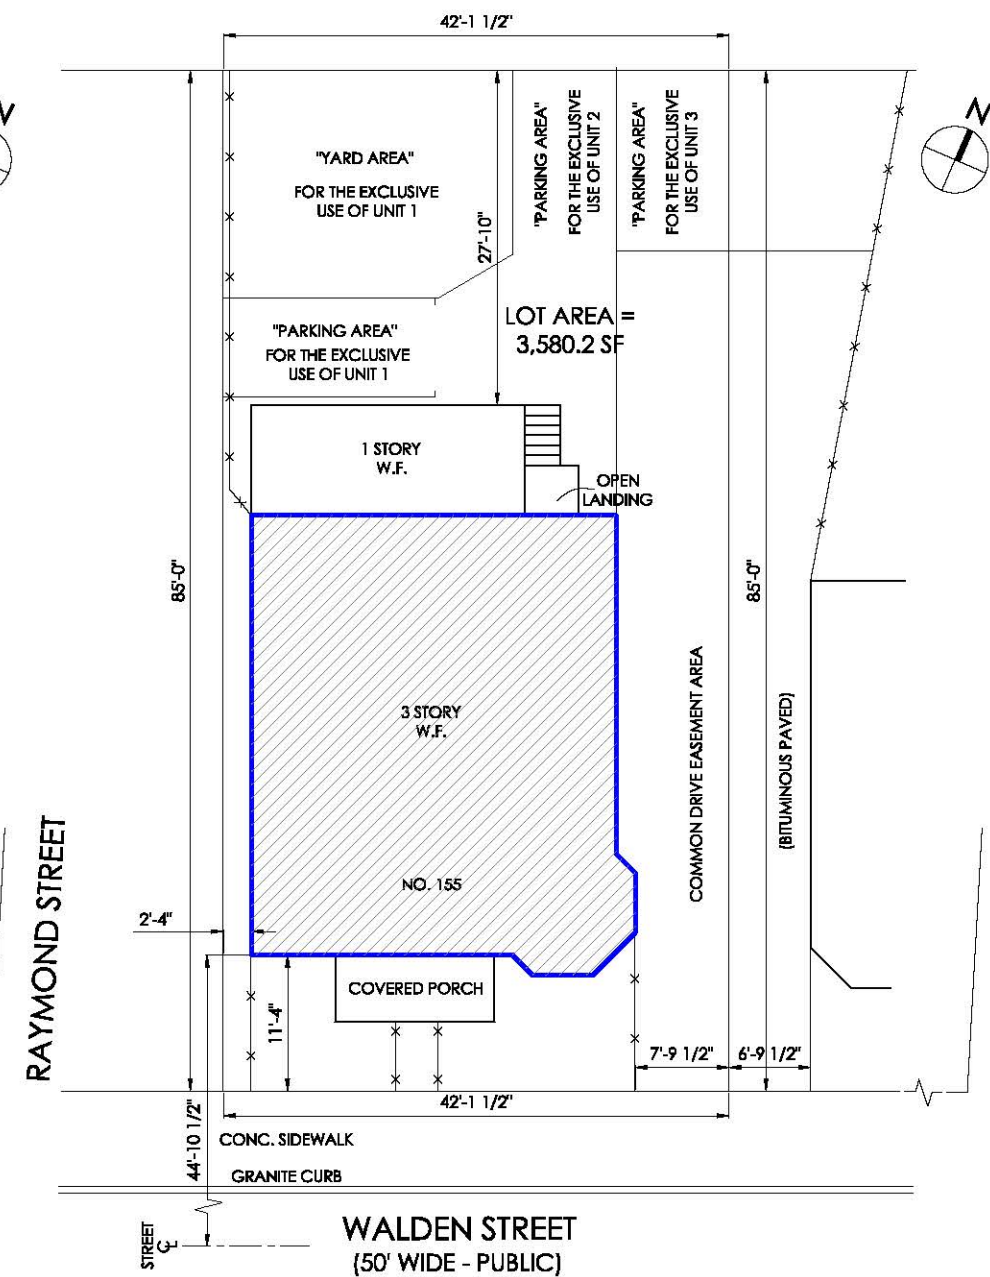 42'-1 1/2"
N
N
"YARD AREA"
FOR THE EXCLUSIVE
USE OF UNIT 1
"PARKING AREA"
FOR THE EXCLUSIVE
USE OF UNIT 2
"PARKING AREA"
FOR THE EXCLUSIVE
USE OF UNIT 3
27'-10"
"PARKING AREA"
FOR THE EXCLUSIVE
USE OF UNIT 1
LOT AREA =
3,580.2 SF
1 STORY
W.F.
OPEN
LANDING
85'-0"
85'-0"
3 STORY
W.F.
COMMON DRIVE EASEMENT AREA
(BITUMINOUS PAVED)
NO. 155
RAYMOND STREET
2'-4"
COVERED PORCH
11'-4"
7'-9 1/2"
6'-9 1/2"
42'-1 1/2"
44'-10 1/2"
CONC. SIDEWALK
GRANITE CURB
STREET
CL
WALDEN STREET
(50' WIDE - PUBLIC)